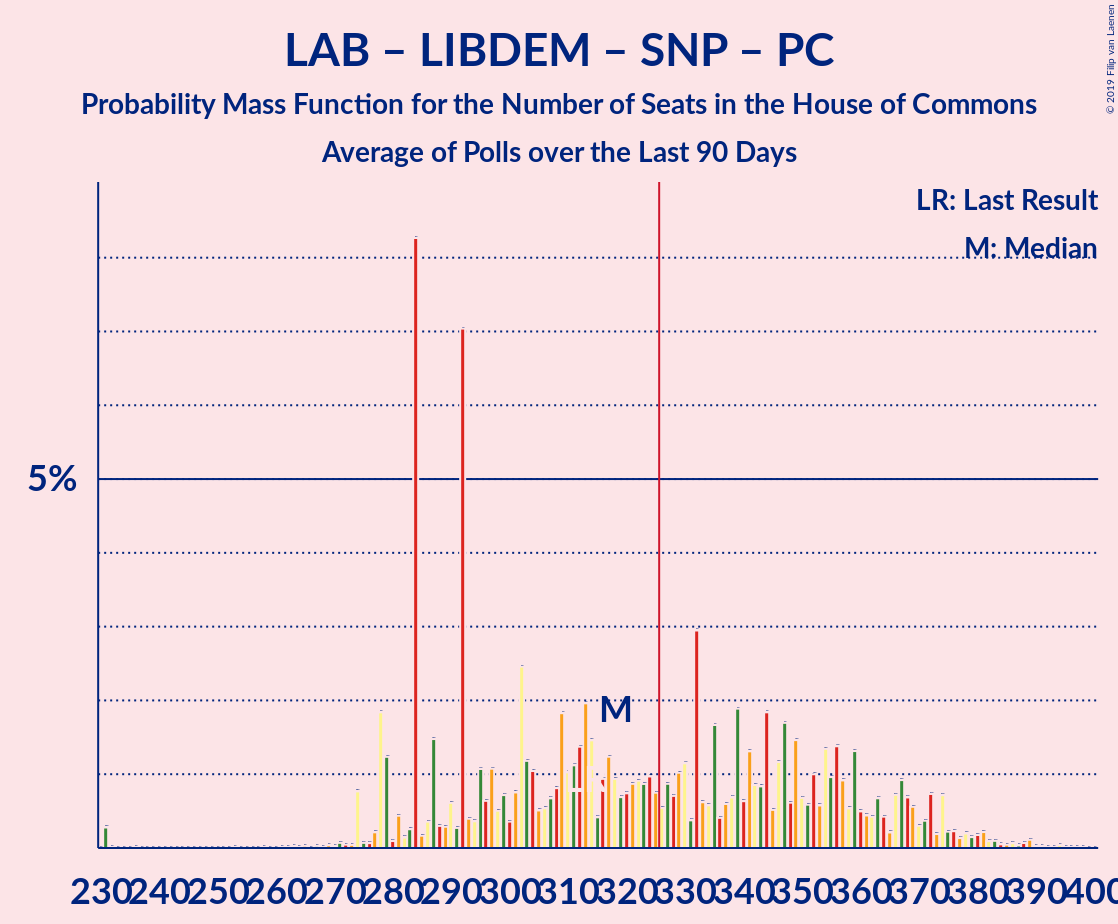 LAB – LIBDEM – SNP – PC
Probability Mass Function for the Number of Seats in the House of Commons
Average of Polls over the Last 90 Days
© 2019 Filip van Laenen
LR: Last Result
M: Median
5%
M
230 240 250 260 270 280 290 300 310 320 330 340 350 360 370 380 390 400